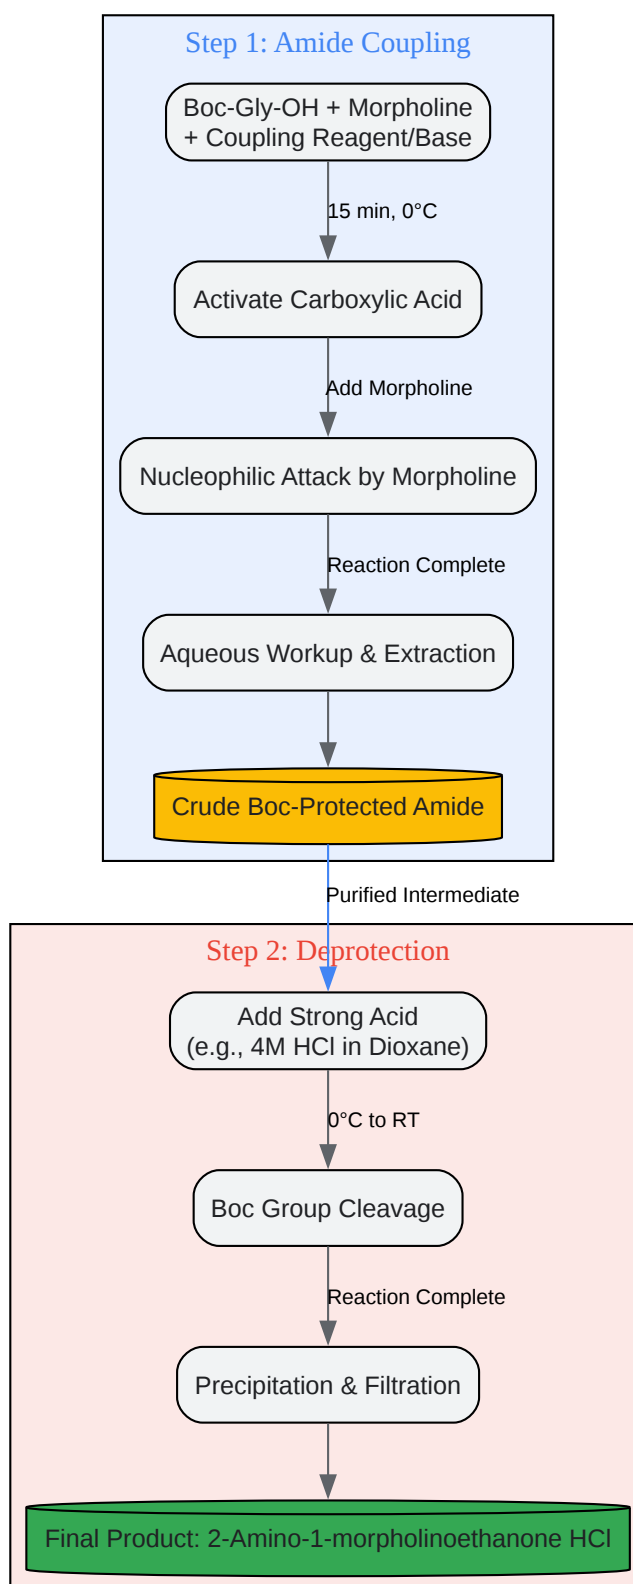 Step 1: Amide Coupling
Boc-Gly-OH + Morpholine
+ Coupling Reagent/Base
15 min, 0°C
Activate Carboxylic Acid
Add Morpholine
Nucleophilic Attack by Morpholine
Reaction Complete
Aqueous Workup & Extraction
Crude Boc-Protected Amide
Purified Intermediate
Step 2: Deprotection
Add Strong Acid
(e.g., 4M HCl in Dioxane)
0°C to RT
Boc Group Cleavage
Reaction Complete
Precipitation & Filtration
Final Product: 2-Amino-1-morpholinoethanone HCl